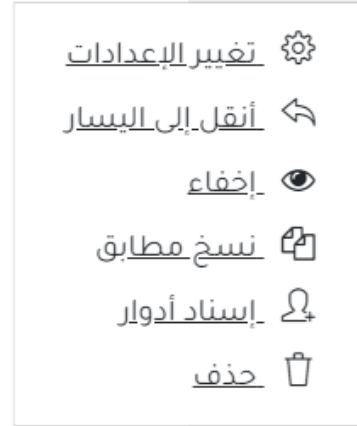 تغيير الإعدادات
أنقل إلى اليسار
إخفاء
نسخ مطابق
إسناد أدوار
حذف